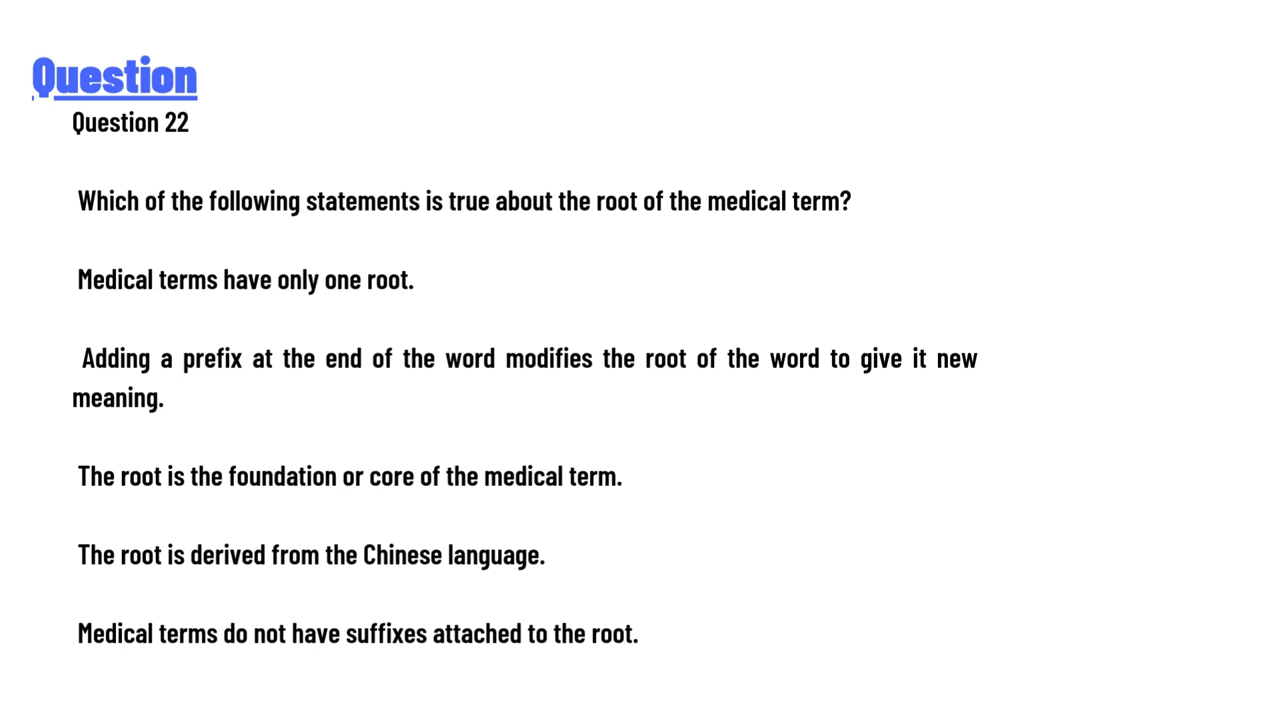 Question
Question 22
Which of the following statements is true about the root of the medical term?
Medical terms have only one root.
Adding a prefix at the end of the word modifies the root of the word to give it new
meaning.
The root is the foundation or core of the medical term.
The root is derived from the Chinese language.
Medical terms do not have suffixes attached to the root.